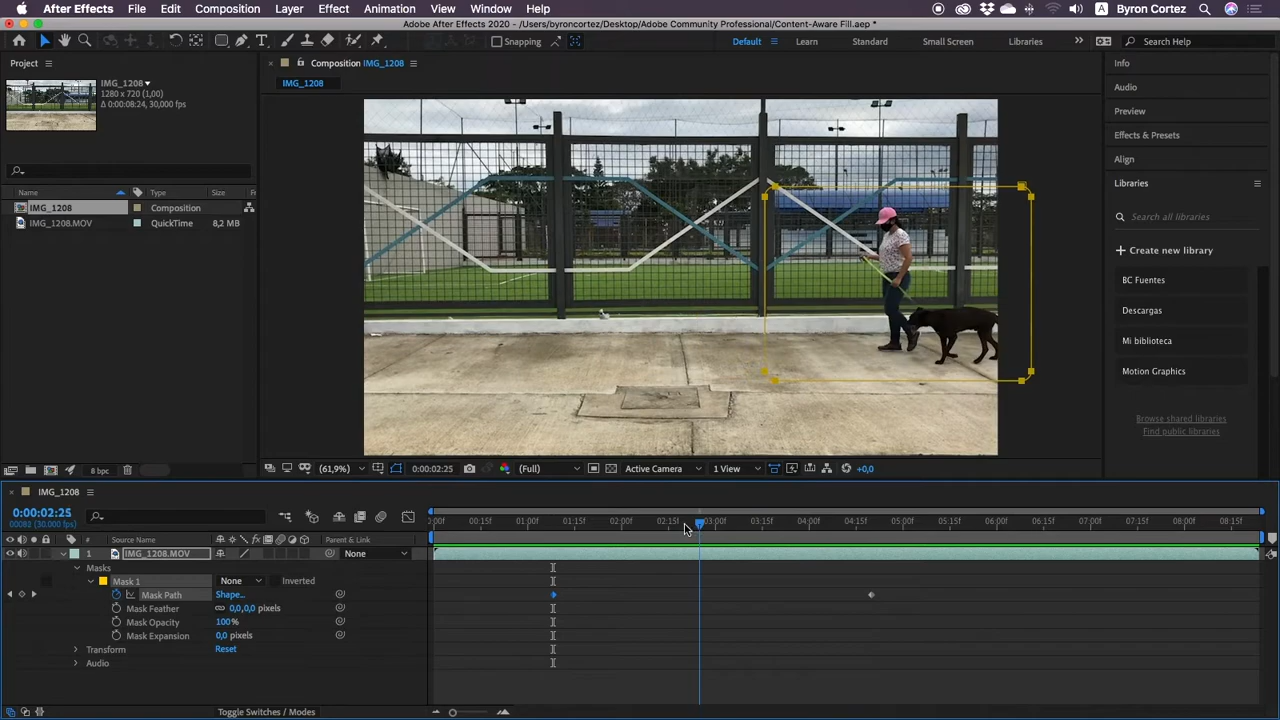 After Effects File Edit Composition Layer Effect Animation View Window Help A Byron Cortez
Adobe After Effects 2020 - /Users/byroncortez/Desktop/Adobe Community Professional/Content-Aware Fill.aep *
Snapping Default Learn Standard Small Screen Libraries Search Help
Project
IMG_1208
1280 x 720 (1,00)
Δ 0:00:08:24, 30,000 fps
Name Type Size
IMG_1208 Composition
IMG_1208.MOV QuickTime 8,2 MB
8 bpc
Composition IMG_1208
IMG_1208
(61,9%) 0:00:02:25 (Full) Active Camera 1 View +0,0
Info
Audio
Preview
Effects & Presets
Align
Libraries
Search all libraries
Create new library
BC Fuentes
Descargas
Mi biblioteca
Motion Graphics
Browse shared libraries
Find public libraries
IMG_1208
0:00:02:25
00088 (30.000 fps)
:00f 00:15f 01:00f 01:15f 02:00f 02:15f 03:00f 03:15f 04:00f 04:15f 05:00f 05:15f 06:00f 06:15f 07:00f 07:15f 08:00f 08:15f
# Source Name Parent & Link
1 IMG_1208.MOV None
Masks
Mask 1 None Inverted
Mask Path Shape...
Mask Feather 0,0,0,0 pixels
Mask Opacity 100%
Mask Expansion 0,0 pixels
Transform Reset
Audio
Toggle Switches / Modes